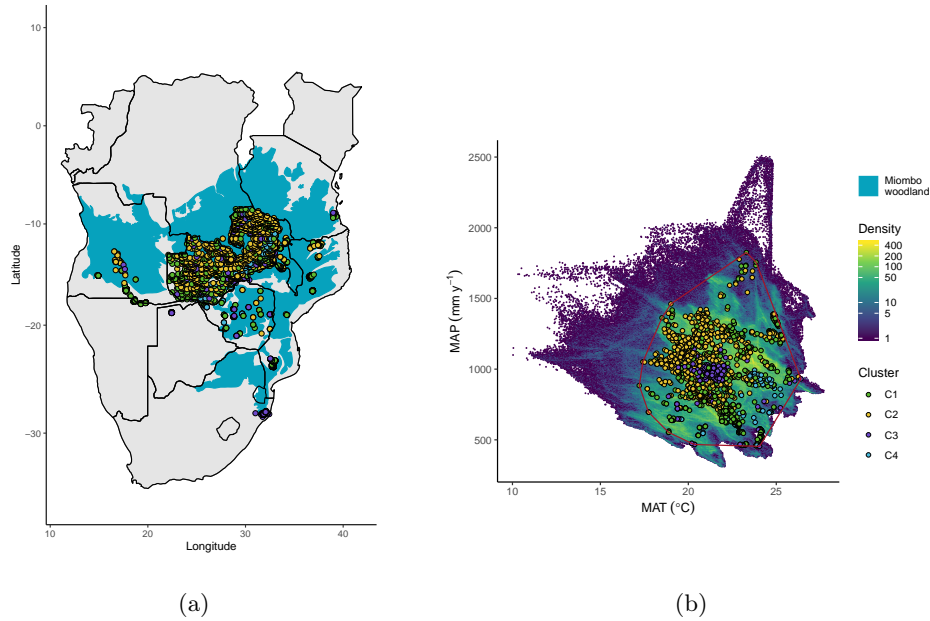 10
0
−10
−20
−30
Latitude
10
20
30
40
Longitude
(a)
2500
2000
1500
1000
500
MAP (mm y⁻¹)
10
15
20
25
MAT (°C)
(b)
Miombo
woodland
Density
400
200
100
50
10
5
1
Cluster
C1
C2
C3
C4